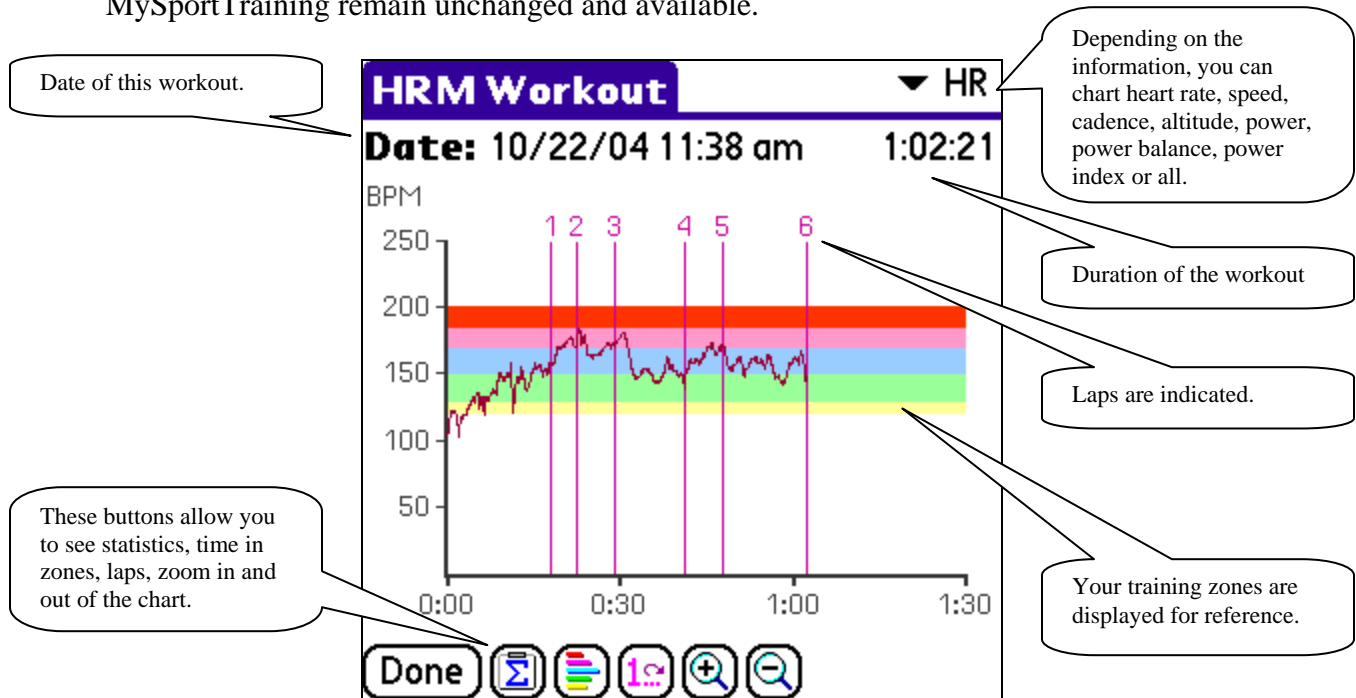 MySportTraining remain unchanged and available.
Date of this workout.
HRM Workout
HR
Date: 10/22/04 11:38 am
1:02:21
Depending on the
information, you can
chart heart rate, speed,
cadence, altitude, power,
power balance, power
index or all.
BPM
1 2 3 4 5 6
250
200
150
100
50
0:00 0:30 1:00 1:30
Duration of the workout
Laps are indicated.
These buttons allow you
to see statistics, time in
zones, laps, zoom in and
out of the chart.
Your training zones are
displayed for reference.
Done Σ 1